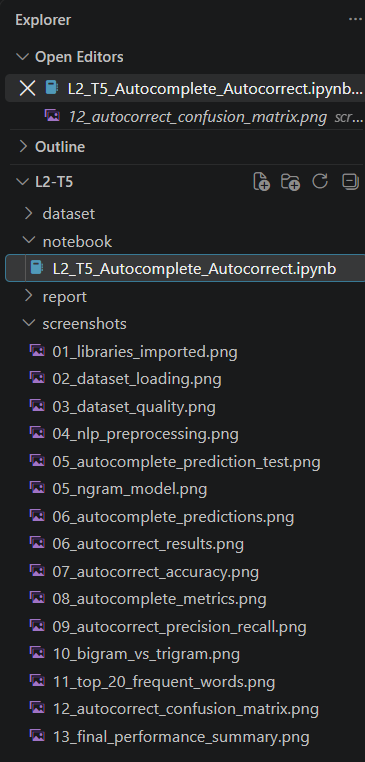 Explorer
Open Editors
L2_T5_Autocomplete_Autocorrect.ipynb...
12_autocorrect_confusion_matrix.png scr...
Outline
L2-T5
dataset
notebook
L2_T5_Autocomplete_Autocorrect.ipynb
report
screenshots
01_libraries_imported.png
02_dataset_loading.png
03_dataset_quality.png
04_nlp_preprocessing.png
05_autocomplete_prediction_test.png
05_ngram_model.png
06_autocomplete_predictions.png
06_autocorrect_results.png
07_autocorrect_accuracy.png
08_autocomplete_metrics.png
09_autocorrect_precision_recall.png
10_bigram_vs_trigram.png
11_top_20_frequent_words.png
12_autocorrect_confusion_matrix.png
13_final_performance_summary.png